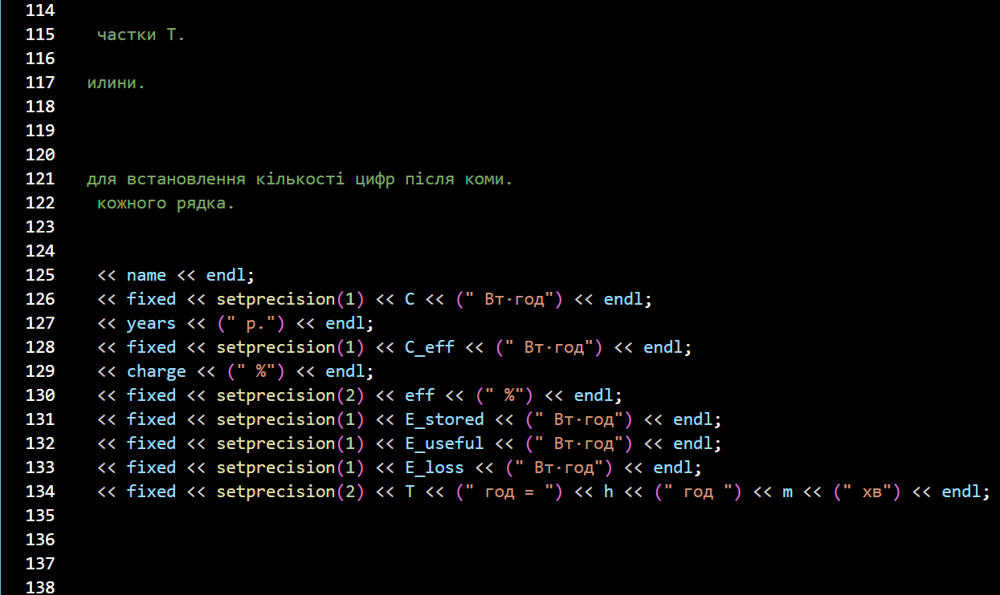 114
115 частки T.
116
117 илини.
118
119
120
121 для встановлення кількості цифр після коми.
122 кожного рядка.
123
124
125 << name << endl;
126 << fixed << setprecision(1) << C << (" Вт·год") << endl;
127 << years << (" р.") << endl;
128 << fixed << setprecision(1) << C_eff << (" Вт·год") << endl;
129 << charge << (" %") << endl;
130 << fixed << setprecision(2) << eff << (" %") << endl;
131 << fixed << setprecision(1) << E_stored << (" Вт·год") << endl;
132 << fixed << setprecision(1) << E_useful << (" Вт·год") << endl;
133 << fixed << setprecision(1) << E_loss << (" Вт·год") << endl;
134 << fixed << setprecision(2) << T << (" год = ") << h << (" год ") << m << (" хв") << endl;
135
136
137
138